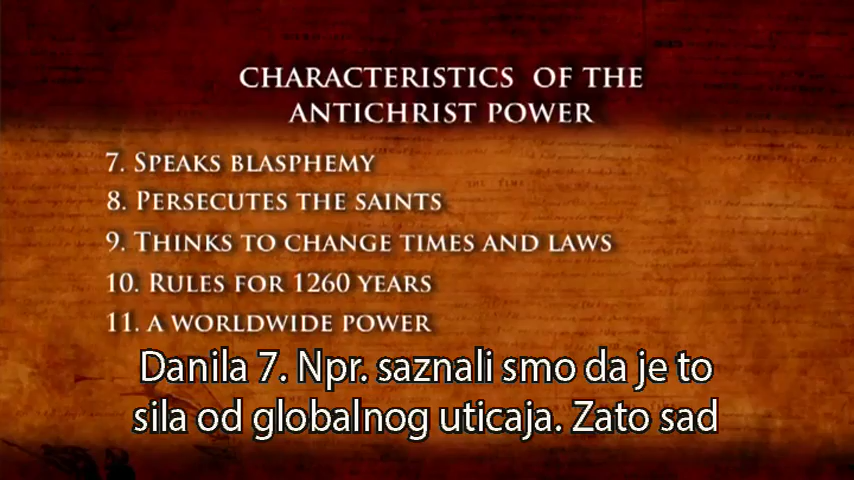 CHARACTERISTICS OF THE
ANTICHRIST POWER
7. SPEAKS BLASPHEMY
8. PERSECUTES THE SAINTS
9. THINKS TO CHANGE TIMES AND LAWS
10. RULES FOR 1260 YEARS
11. A WORLDWIDE POWER
Danila 7. Npr. saznali smo da je to
sila od globalnog uticaja. Zato sad